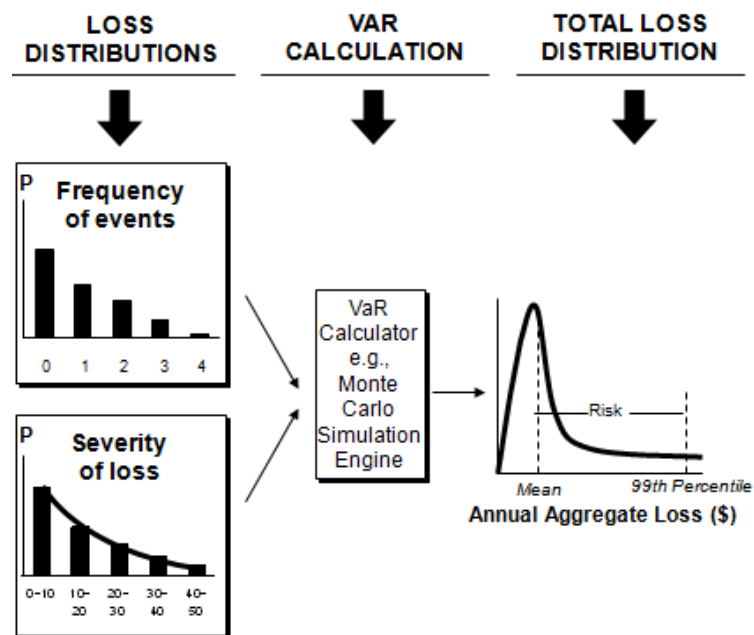 LOSS
DISTRIBUTIONS
VAR
CALCULATION
TOTAL LOSS
DISTRIBUTION
P
Frequency
of events
0 1 2 3 4
P
Severity
of loss
0-10 10- 20- 30- 40-
20 30 40 50
VaR
Calculator
e.g.,
Monte
Carlo
Simulation
Engine
Risk
Mean 99th Percentile
Annual Aggregate Loss ($)